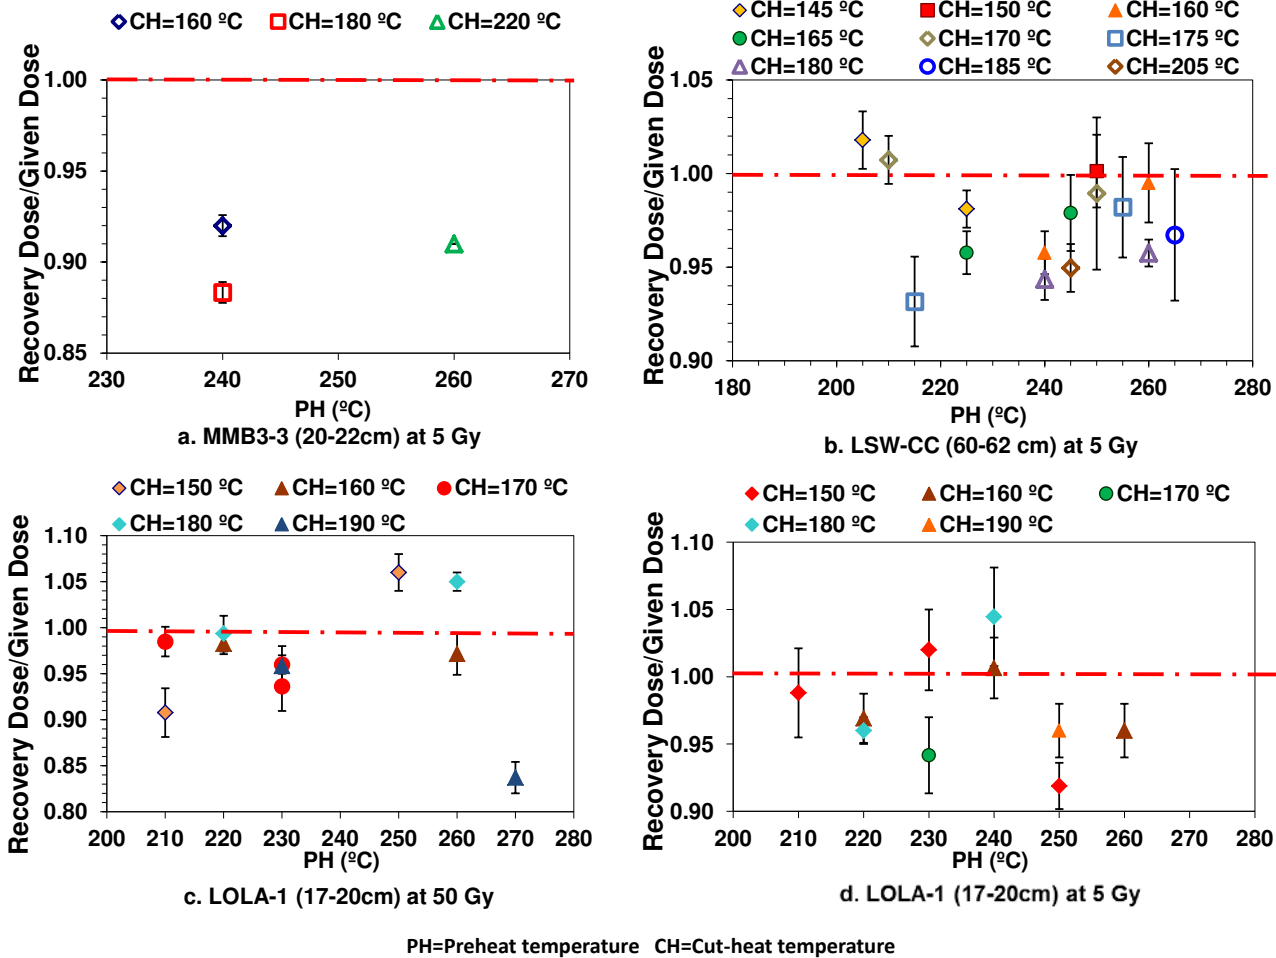 CH=160 ºC CH=180 ºC CH=220 ºC
Recovery Dose/Given Dose
1.00
0.95
0.90
0.85
230 240 250 260 270
PH (ºC)
a. MMB3-3 (20-22cm) at 5 Gy
CH=145 ºC CH=150 ºC CH=160 ºC
CH=165 ºC CH=170 ºC CH=175 ºC
CH=180 ºC CH=185 ºC CH=205 ºC
Recovery Dose/Given Dose
1.05
1.00
0.95
0.90
180 200 220 240 260 280
PH (ºC)
b. LSW-CC (60-62 cm) at 5 Gy
CH=150 ºC CH=160 ºC CH=170 ºC
CH=180 ºC CH=190 ºC
Recovery Dose/Given Dose
1.10
1.05
1.00
0.95
0.90
0.85
0.80
200 210 220 230 240 250 260 270 280
PH (ºC)
c. LOLA-1 (17-20cm) at 50 Gy
CH=150 ºC CH=160 ºC CH=170 ºC
CH=180 ºC CH=190 ºC
Recovery Dose/Given Dose
1.10
1.05
1.00
0.95
0.90
200 210 220 230 240 250 260 270 280
PH (ºC)
d. LOLA-1 (17-20cm) at 5 Gy
PH=Preheat temperature CH=Cut-heat temperature